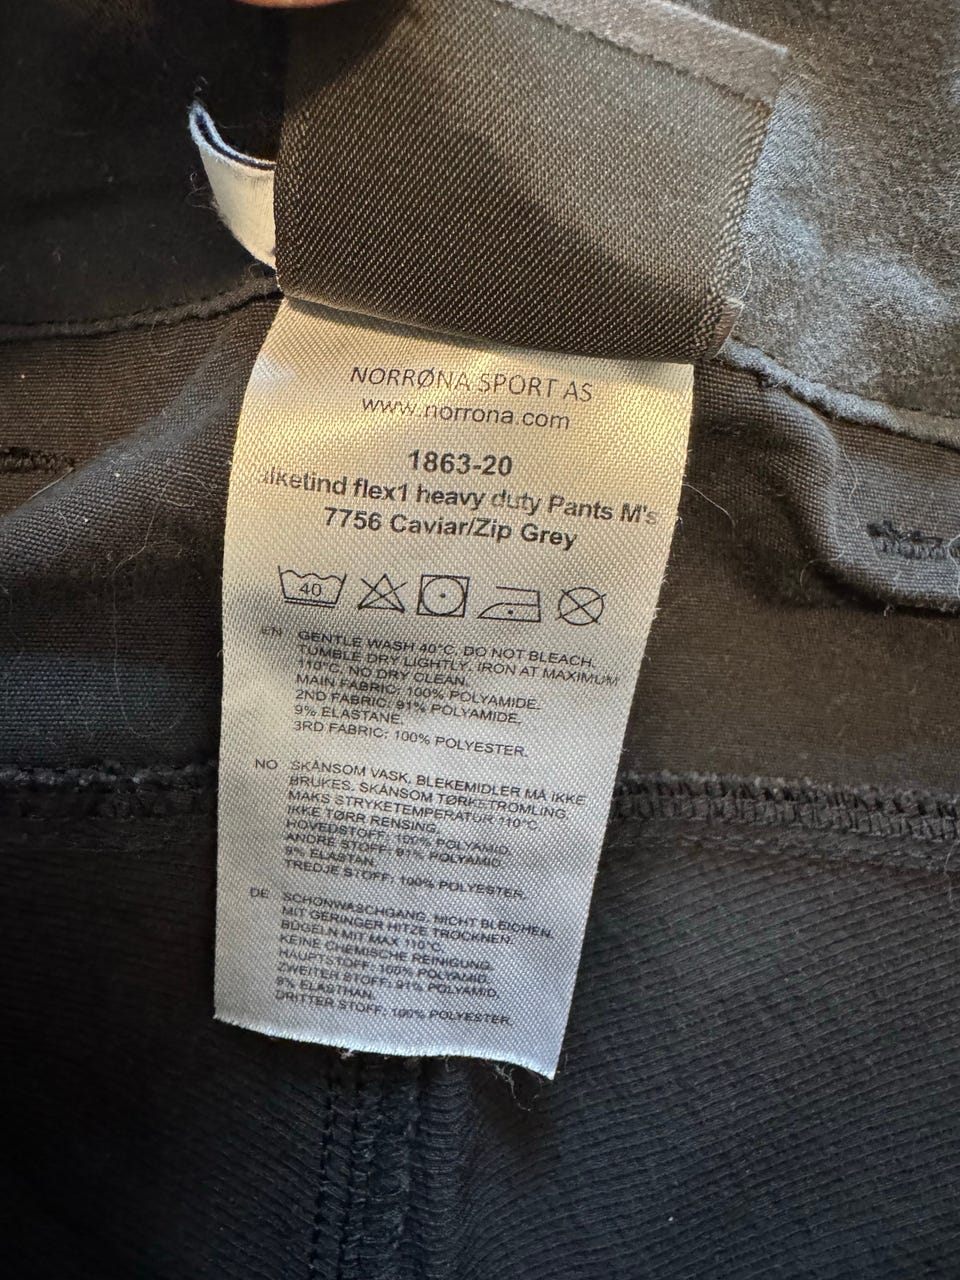 NORRØNA SPORT AS
www.norrona.com
1863-20
alketind flex1 heavy duty Pants M's
7756 Caviar/Zip Grey
40
EN GENTLE WASH 40°C, DO NOT BLEACH.
TUMBLE DRY LIGHTLY. IRON AT MAXIMUM
110°C, NO DRY CLEAN.
MAIN FABRIC: 100% POLYAMIDE.
2ND FABRIC: 91% POLYAMIDE,
9% ELASTANE.
3RD FABRIC: 100% POLYESTER.
NO SKÅNSOM VASK, BLEKEMIDLER MÅ IKKE
BRUKES. SKÅNSOM TØRKETROMLING.
MAKS STRYKETEMPERATUR 110°C.
IKKE TØRR RENSING.
HOVEDSTOFF: 100% POLYAMID.
ANDRE STOFF: 91% POLYAMID.
9% ELASTAN.
TREDJE STOFF: 100% POLYESTER.
DE SCHONWASCHGANG, NICHT BLEICHEN.
MIT GERINGER HITZE TROCKNEN.
BÜGELN MIT MAX 110°C.
KEINE CHEMISCHE REINIGUNG.
HAUPTSTOFF: 100% POLYAMID.
ZWEITER STOFF: 91% POLYAMID,
9% ELASTHAN.
DRITTER STOFF: 100% POLYESTER.